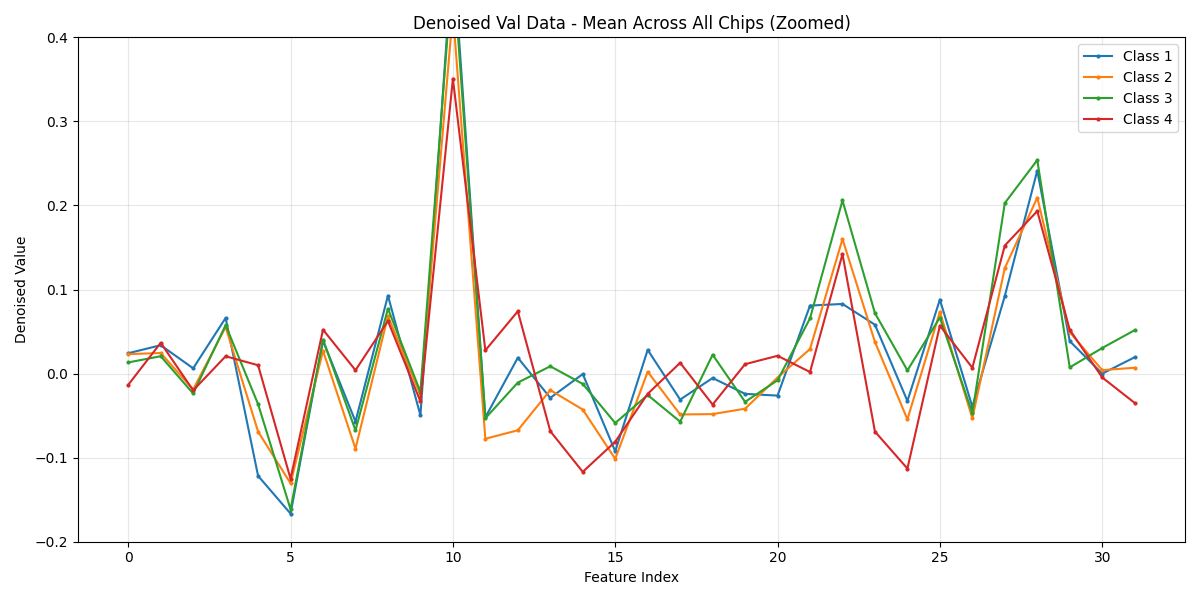 Denoised Val Data - Mean Across All Chips (Zoomed)
Denoised Value
0.4
0.3
0.2
0.1
0.0
−0.1
−0.2
Class 1
Class 2
Class 3
Class 4
0 5 10 15 20 25 30
Feature Index